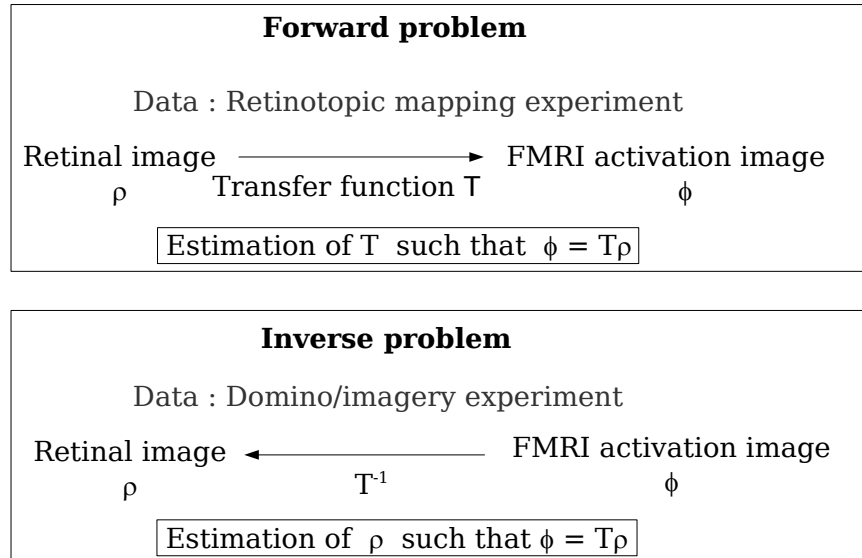 Forward problem
Data : Retinotopic mapping experiment
Retinal image FMRI activation image
Transfer function T
ρ ϕ
Estimation of T such that ϕ = Tρ
Inverse problem
Data : Domino/imagery experiment
Retinal image FMRI activation image
ρ T⁻¹ ϕ
Estimation of ρ such that ϕ = Tρ